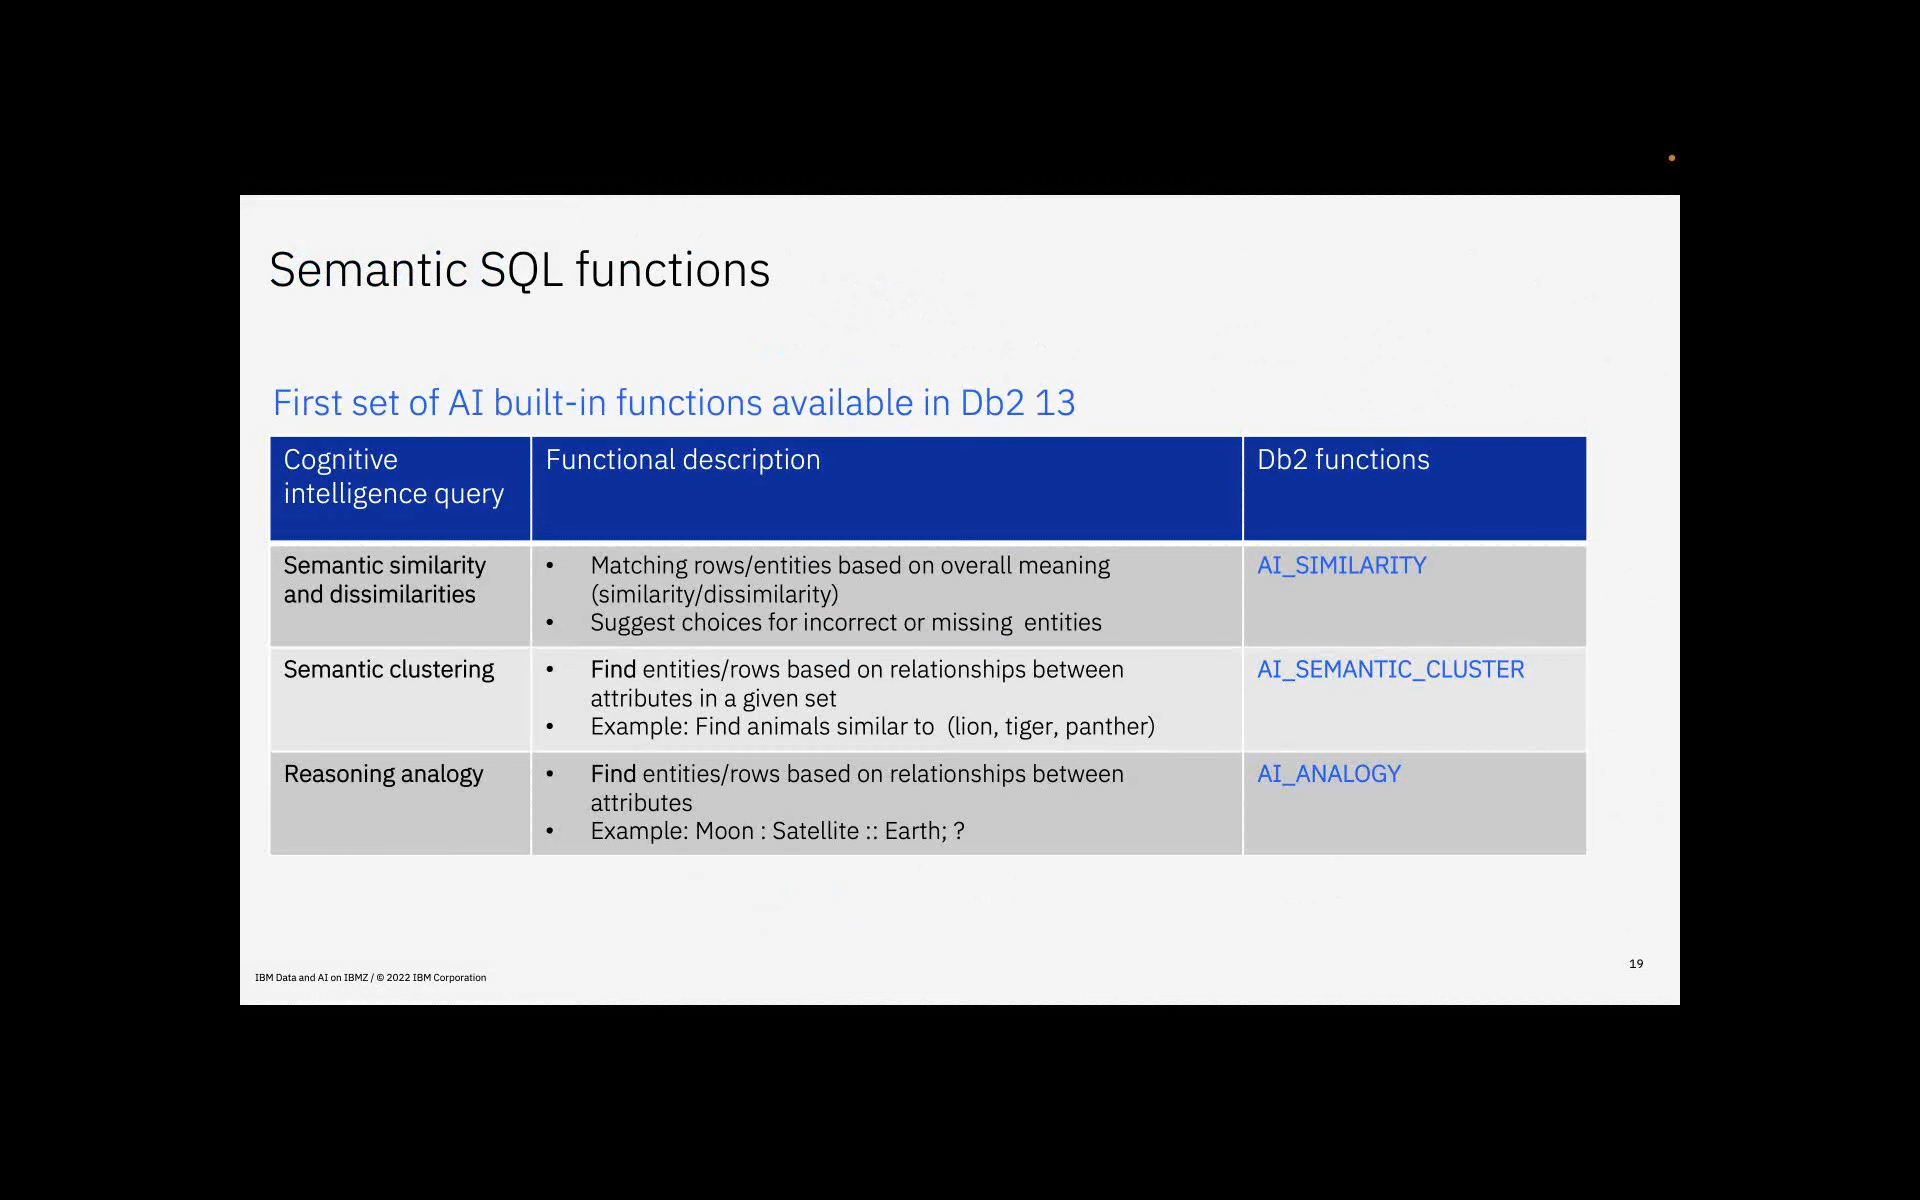 Semantic SQL functions
First set of AI built-in functions available in Db2 13
Cognitive
intelligence query
Functional description
Db2 functions
Semantic similarity
and dissimilarities
• Matching rows/entities based on overall meaning
(similarity/dissimilarity)
• Suggest choices for incorrect or missing entities
AI_SIMILARITY
Semantic clustering
• Find entities/rows based on relationships between
attributes in a given set
• Example: Find animals similar to (lion, tiger, panther)
AI_SEMANTIC_CLUSTER
Reasoning analogy
• Find entities/rows based on relationships between
attributes
• Example: Moon : Satellite :: Earth; ?
AI_ANALOGY
IBM Data and AI on IBMZ / © 2022 IBM Corporation
19